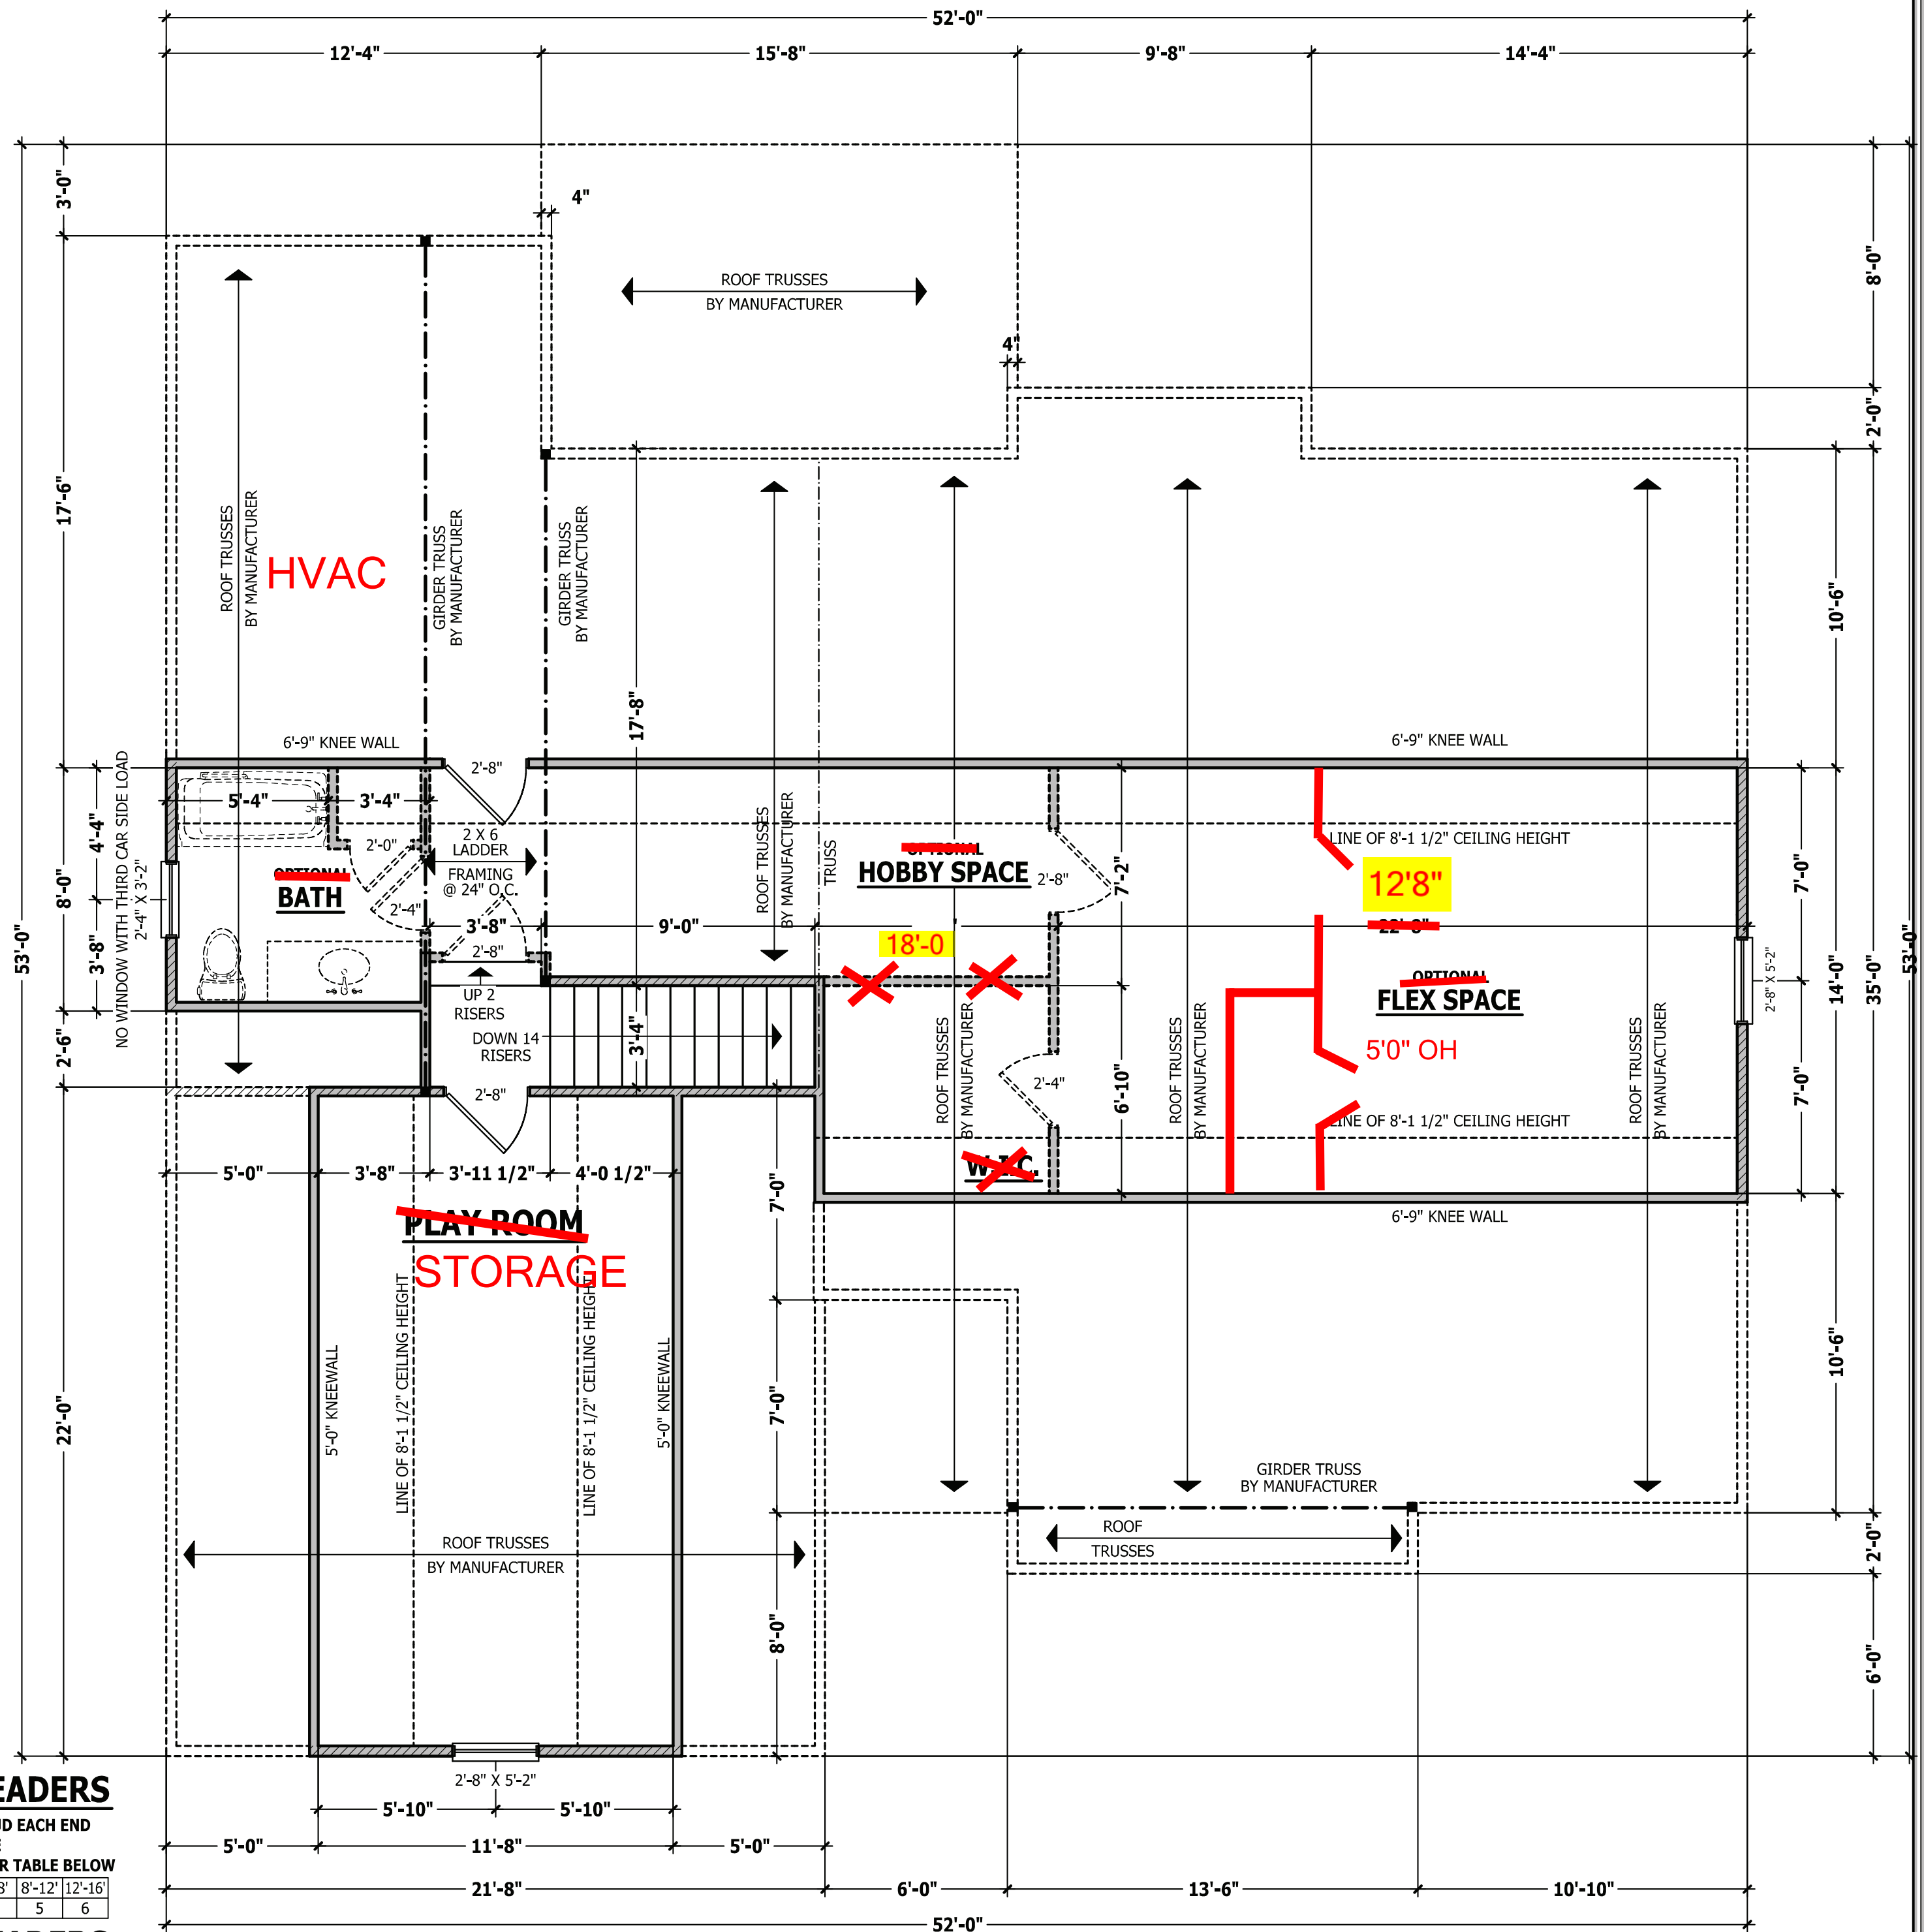 52'-0"
12'-4"
15'-8"
9'-8"
14'-4"
3'-0"
4"
ROOF TRUSSES
BY MANUFACTURER
8'-0"
4"
2'-0"
17'-6"
ROOF TRUSSES
BY MANUFACTURER
HVAC
GIRDER TRUSS
BY MANUFACTURER
GIRDER TRUSS
BY MANUFACTURER
17'-8"
10'-6"
6'-9" KNEE WALL
6'-9" KNEE WALL
NO WINDOW WITH THIRD CAR SIDE LOAD
2'-4" X 3'-2"
53'-0"
8'-0"
4'-4"
3'-8"
2'-6"
5'-4"
3'-4"
2'-8"
2'-0"
2 X 6
LADDER
FRAMING
@ 24" O.C.
OPTIONAL
BATH
2'-4"
3'-8"
2'-8"
9'-0"
ROOF TRUSSES
BY MANUFACTURER
TRUSS
OPTIONAL
HOBBY SPACE
2'-8"
7'-2"
18'-0
LINE OF 8'-1 1/2" CEILING HEIGHT
12'8"
22'-8"
OPTIONAL
FLEX SPACE
5'0" OH
LINE OF 8'-1 1/2" CEILING HEIGHT
2'-8" X 5'-2"
7'-0"
7'-0"
14'-0"
35'-0"
53'-0"
UP 2
RISERS
DOWN 14
RISERS
3'-4"
2'-8"
ROOF TRUSSES
BY MANUFACTURER
2'-4"
6'-10"
ROOF TRUSSES
BY MANUFACTURER
ROOF TRUSSES
BY MANUFACTURER
W.I.C.
5'-0"
3'-8"
3'-11 1/2"
4'-0 1/2"
7'-0"
PLAY ROOM
STORAGE
6'-9" KNEE WALL
5'-0" KNEEWALL
LINE OF 8'-1 1/2" CEILING HEIGHT
LINE OF 8'-1 1/2" CEILING HEIGHT
5'-0" KNEEWALL
22'-0"
7'-0"
10'-6"
GIRDER TRUSS
BY MANUFACTURER
ROOF
TRUSSES
2'-0"
ROOF TRUSSES
BY MANUFACTURER
8'-0"
6'-0"
2'-8" X 5'-2"
5'-10"
5'-10"
5'-0"
11'-8"
5'-0"
21'-8"
6'-0"
13'-6"
10'-10"
52'-0"
EADERS
D EACH END
R TABLE BELOW
8' 8'-12' 12'-16'
5 6